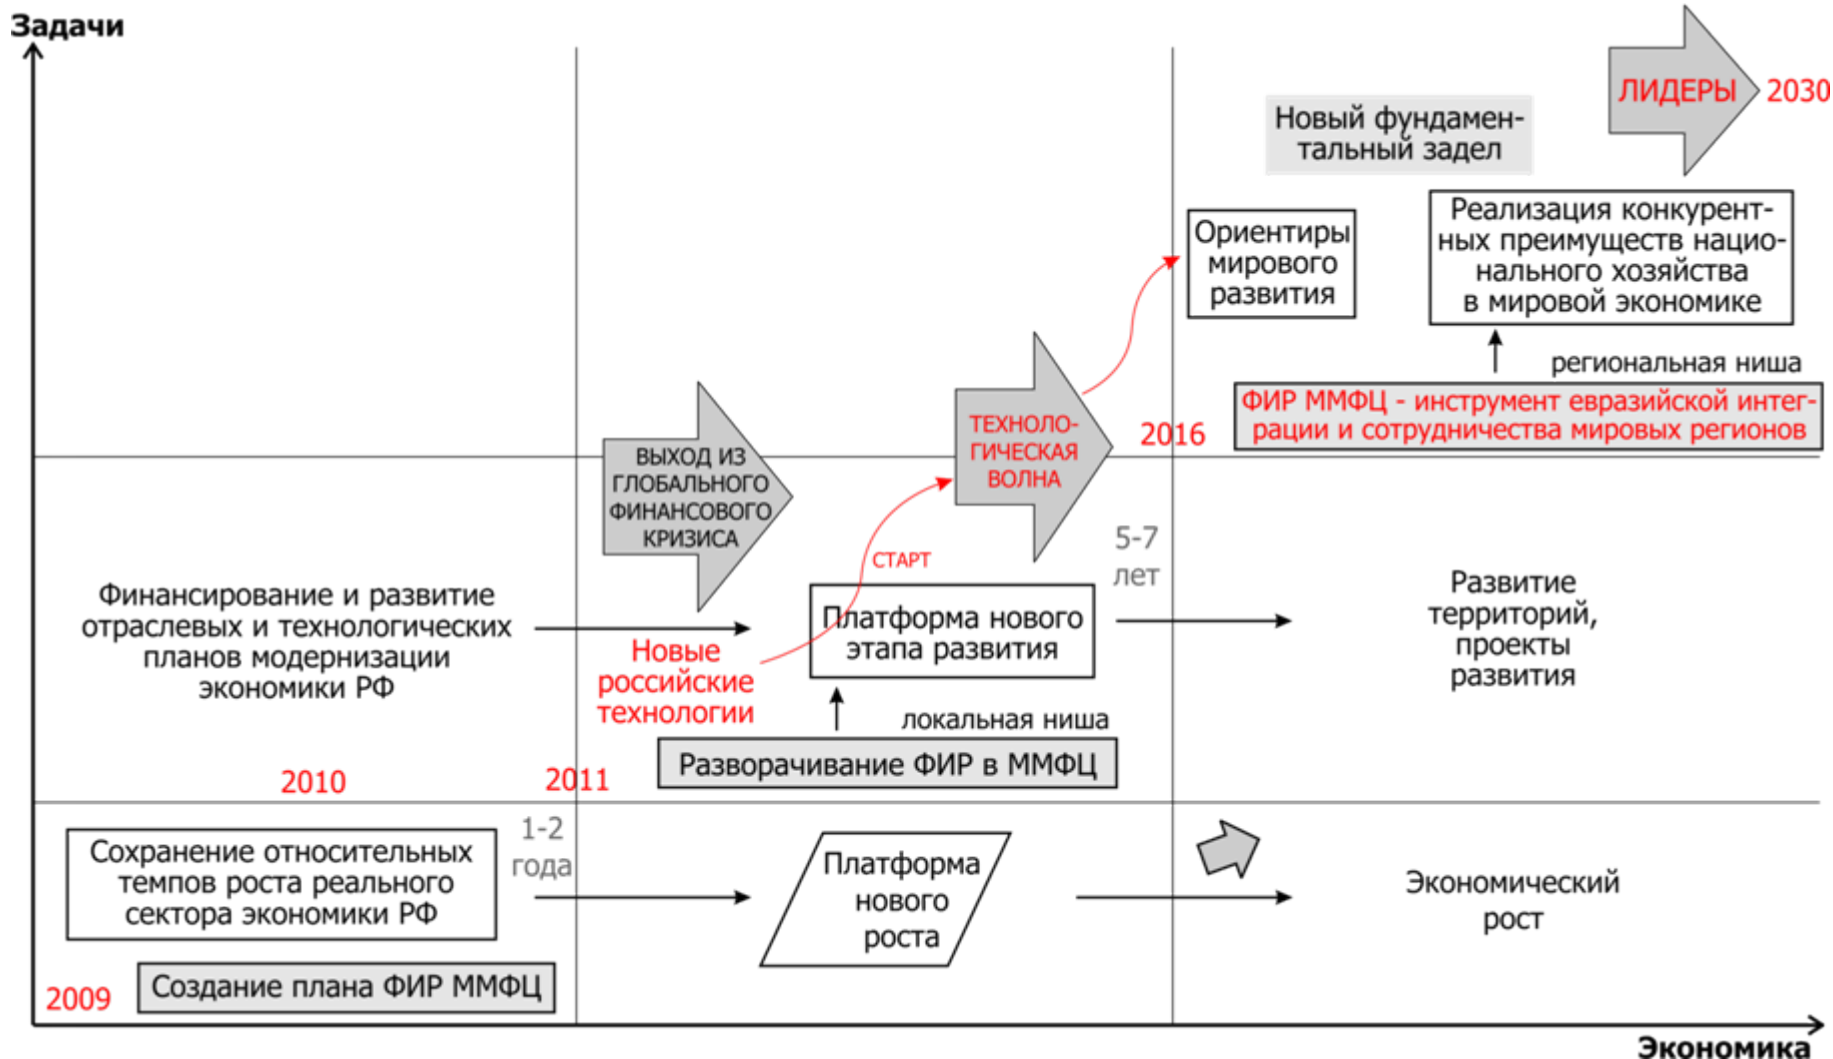 Задачи
ЛИДЕРЫ
2030
Новый фундамен-
тальный задел
Ориентиры
мирового
развития
Реализация конкурент-
ных преимуществ нацио-
нального хозяйства
в мировой экономике
региональная ниша
ФИР ММФЦ - инструмент евразийской интег-
рации и сотрудничества мировых регионов
2016
ВЫХОД ИЗ
ГЛОБАЛЬНОГО
ФИНАНСОВОГО
КРИЗИСА
ТЕХНОЛО-
ГИЧЕСКАЯ
ВОЛНА
СТАРТ
5-7
лет
Финансирование и развитие
отраслевых и технологических
планов модернизации
экономики РФ
Новые
российские
технологии
Платформа нового
этапа развития
локальная ниша
Разворачивание ФИР в ММФЦ
Развитие
территорий,
проекты
развития
2010
2011
Сохранение относительных
темпов роста реального
сектора экономики РФ
1-2
года
Платформа
нового
роста
Экономический
рост
2009
Создание плана ФИР ММФЦ
Экономика